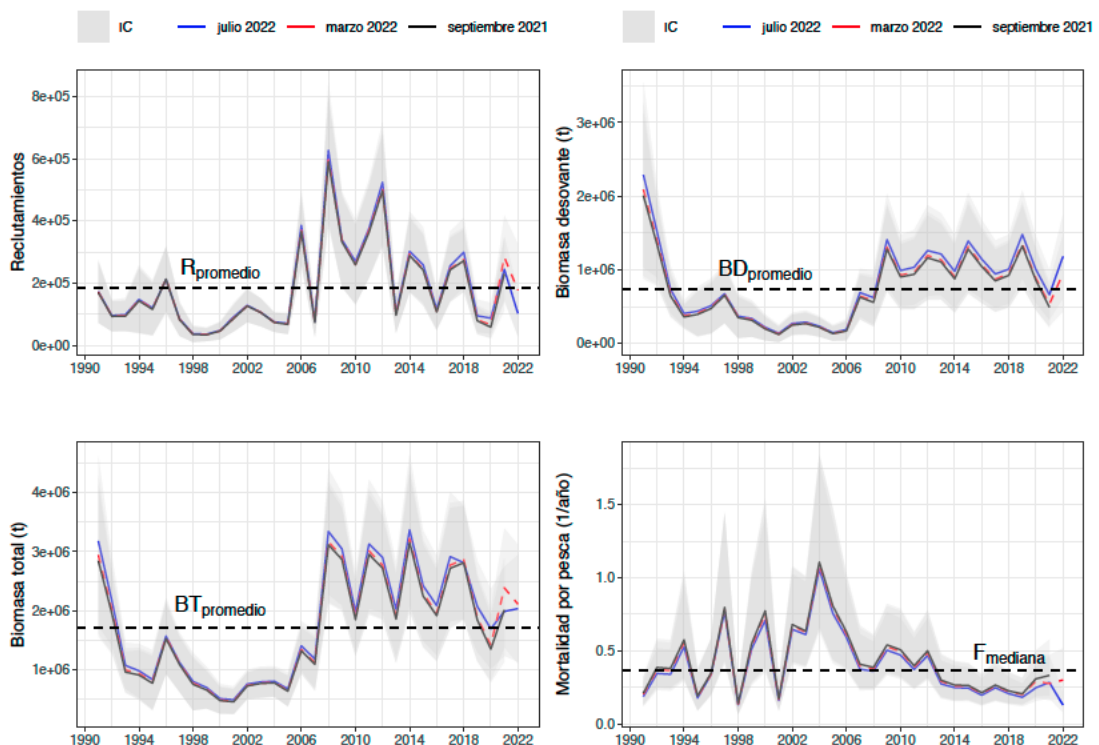 IC julio 2022 marzo 2022 septiembre 2021
IC julio 2022 marzo 2022 septiembre 2021
Reclutamientos
8e+05
6e+05
4e+05
2e+05
0e+00
Rpromedio
1990 1994 1998 2002 2006 2010 2014 2018 2022
Biomasa desovante (t)
3e+06
2e+06
1e+06
0e+00
BDpromedio
1990 1994 1998 2002 2006 2010 2014 2018 2022
Biomasa total (t)
4e+06
3e+06
2e+06
1e+06
BTpromedio
1990 1994 1998 2002 2006 2010 2014 2018 2022
Mortalidad por pesca (1/año)
1.5
1.0
0.5
0.0
Fmediana
1990 1994 1998 2002 2006 2010 2014 2018 2022